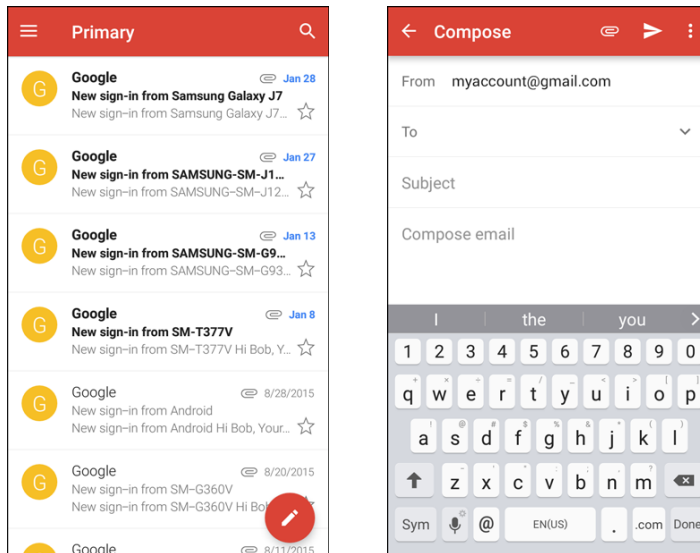 Primary
G
Google
Jan 28
New sign-in from Samsung Galaxy J7
New sign-in from Samsung Galaxy J7...
G
Google
Jan 27
New sign-in from SAMSUNG-SM-J1...
New sign-in from SAMSUNG-SM-J12...
G
Google
Jan 13
New sign-in from SAMSUNG-SM-G9...
New sign-in from SAMSUNG-SM-G93...
G
Google
Jan 8
New sign-in from SM-T377V
New sign-in from SM-T377V Hi Bob, Y...
G
Google
8/28/2015
New sign-in from Android
New sign-in from Android Hi Bob, Your...
G
Google
8/20/2015
New sign-in from SM-G360V
New sign-in from SM-G360V Hi Bo
Google
8/11/2015
Compose
From myaccount@gmail.com
To
Subject
Compose email
I the you
1 2 3 4 5 6 7 8 9 0
q w e r t y u i o p
a s d f g h j k l
z x c v b n m
Sym @ EN(US) . .com Done